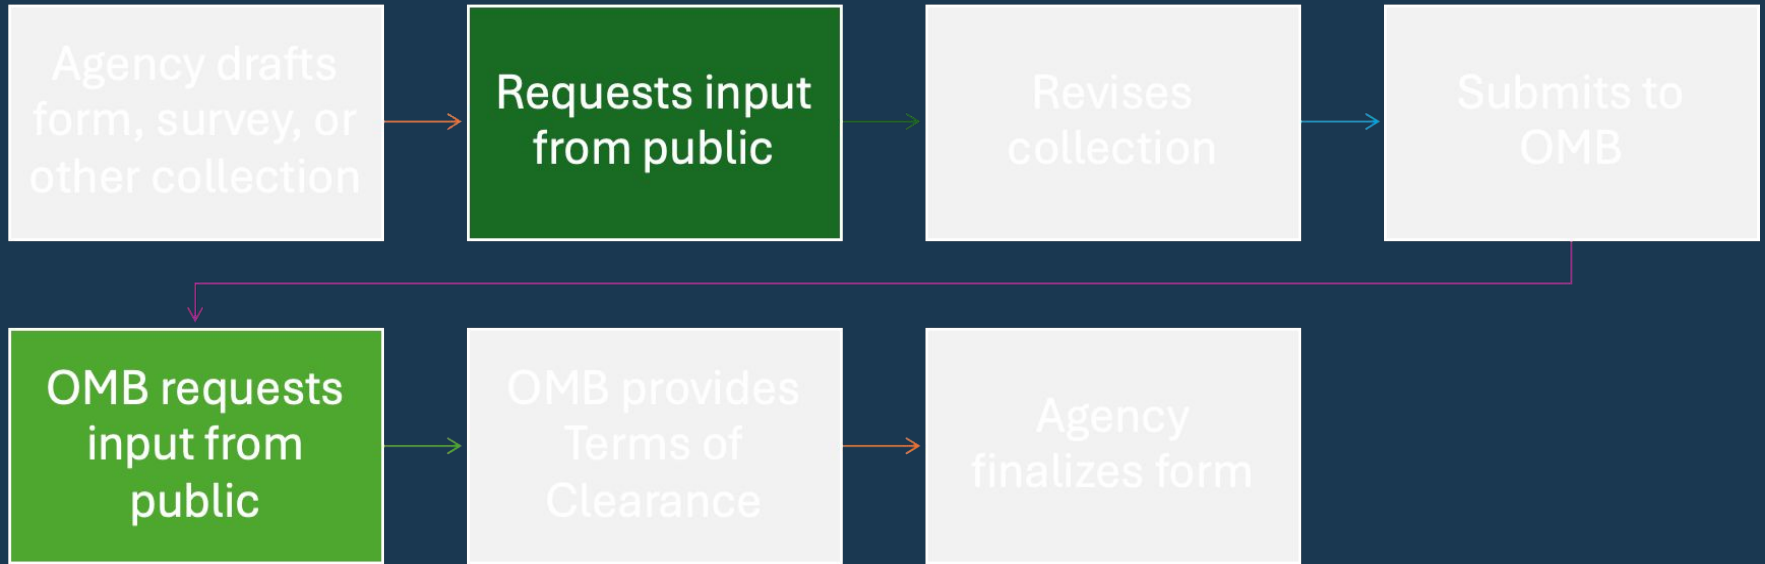 Agency drafts
form, survey, or
other collection
Requests input
from public
Revises
collection
Submits to
OMB
OMB requests
input from
public
OMB provides
Terms of
Clearance
Agency
finalizes form